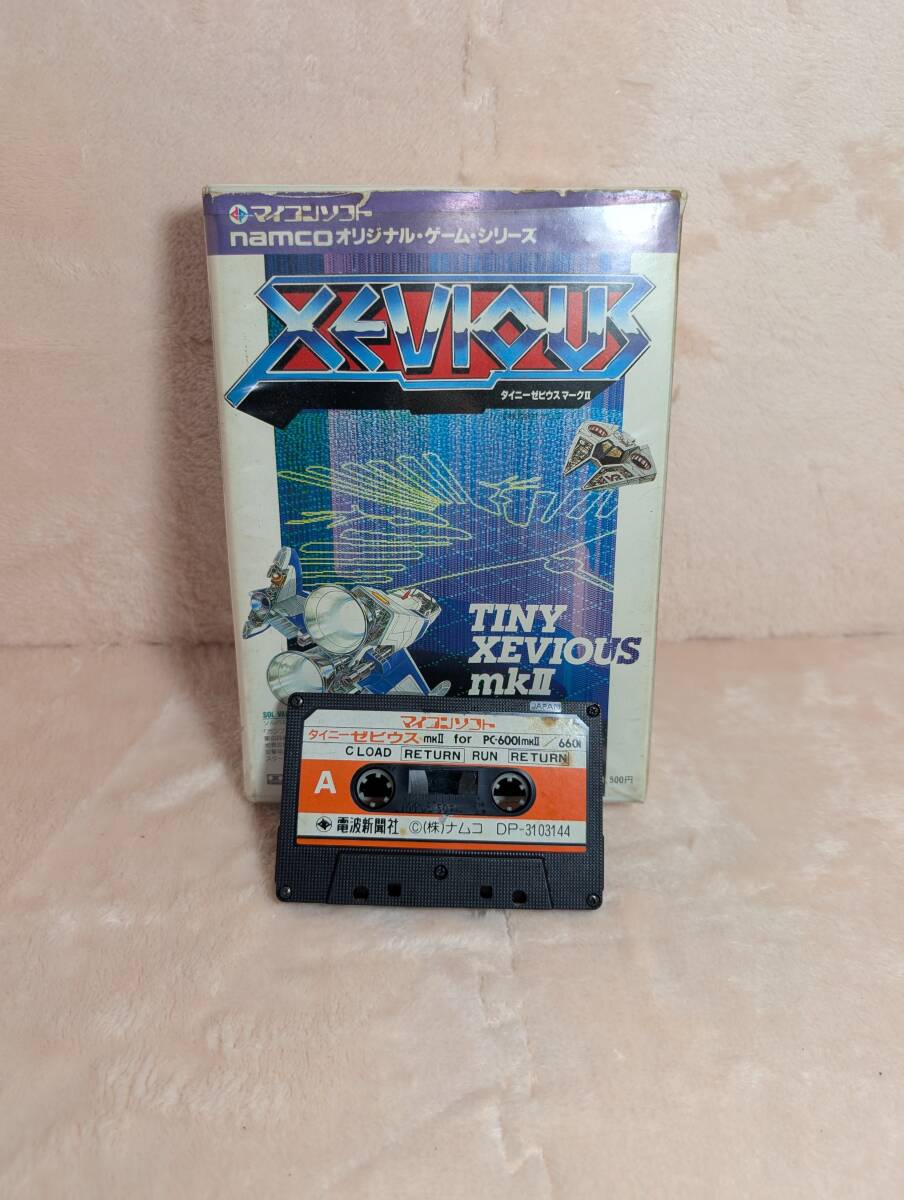 マイコンソフト
namcoオリジナル・ゲーム・シリーズ
XEVIOUS
タイニーゼビウスマークII
TINY
XEVIOUS
mkII
500円
JAPAN
マイコンソフト
タイニーゼビウス mkII for PC-6001mkII/6601
CLOAD RETURN RUN RETURN
A
電波新聞社 ©(株)ナムコ DP-3103144